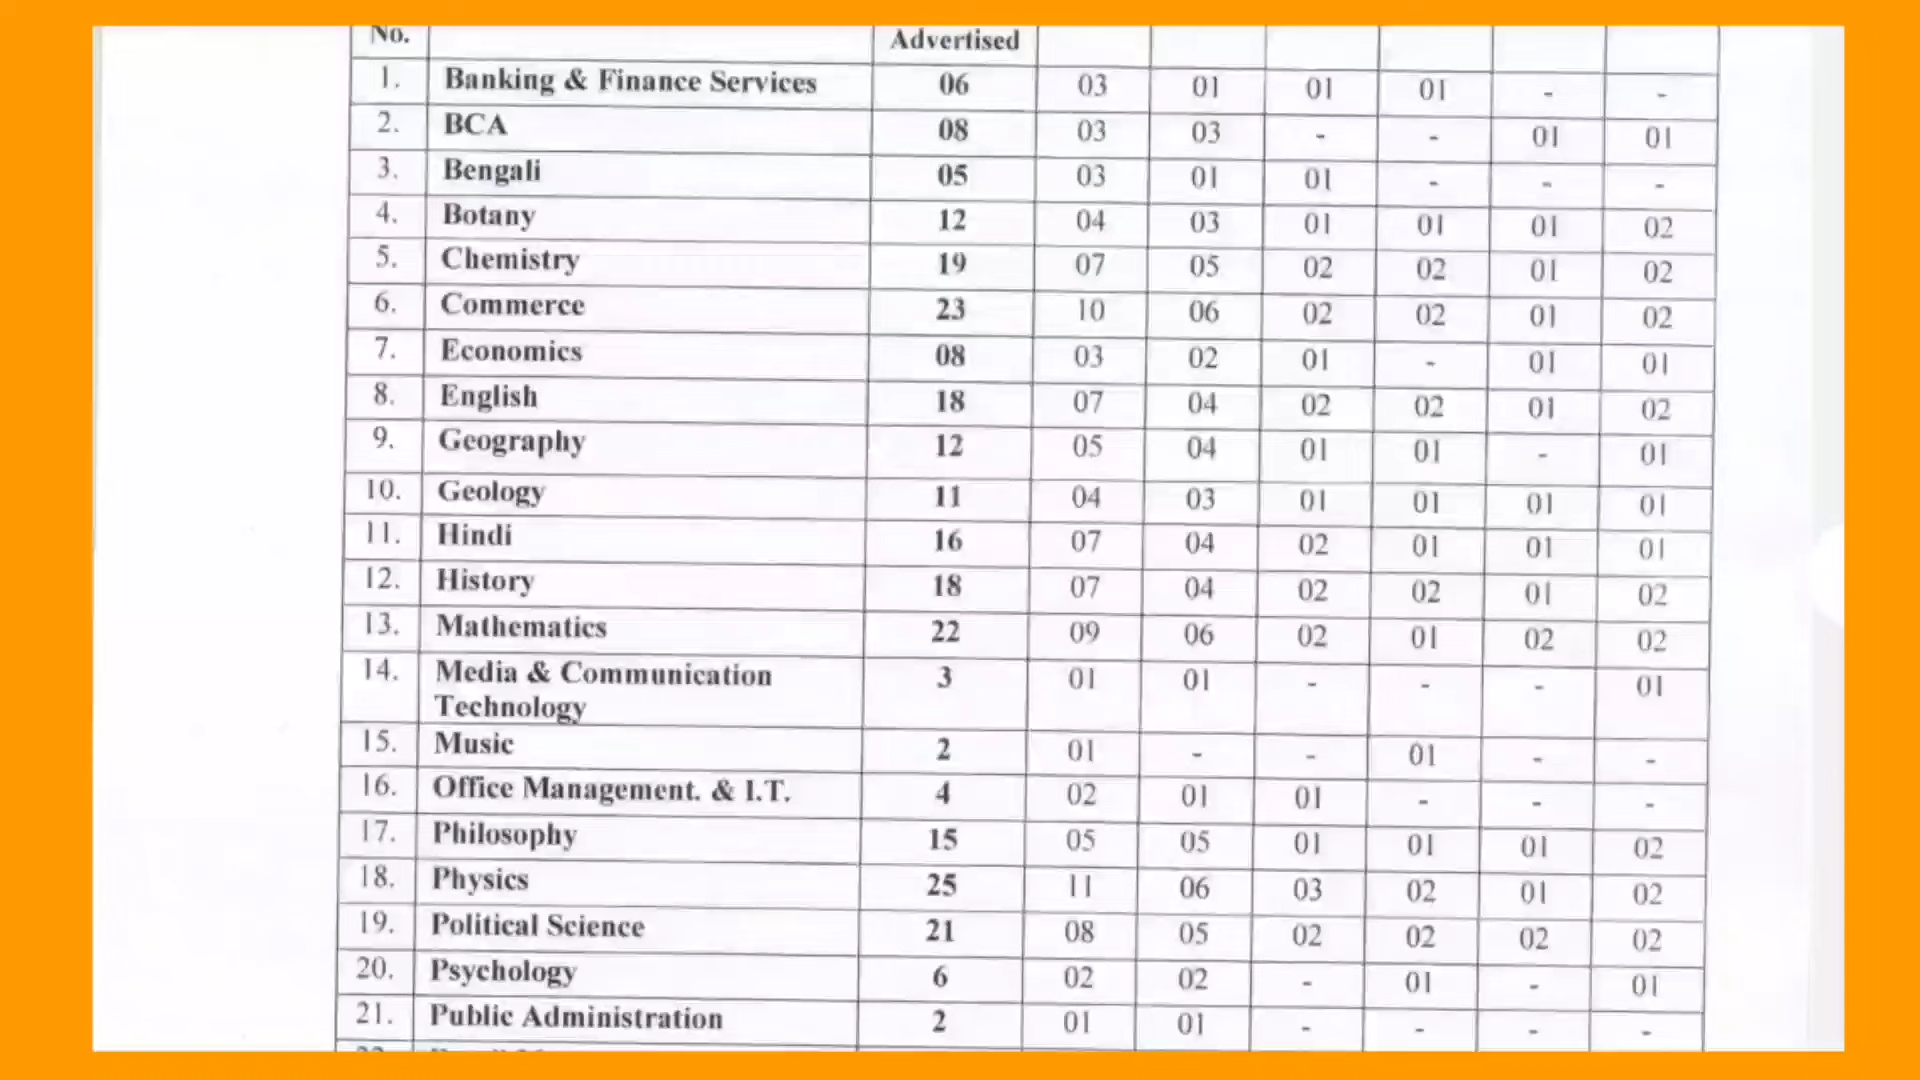 No. Advertised
1. Banking & Finance Services 06 03 01 01 01 - -
2. BCA 08 03 03 - - 01 01
3. Bengali 05 03 01 01 - - -
4. Botany 12 04 03 01 01 01 02
5. Chemistry 19 07 05 02 02 01 02
6. Commerce 23 10 06 02 02 01 02
7. Economics 08 03 02 01 - 01 01
8. English 18 07 04 02 02 01 02
9. Geography 12 05 04 01 01 - 01
10. Geology 11 04 03 01 01 01 01
11. Hindi 16 07 04 02 01 01 01
12. History 18 07 04 02 02 01 02
13. Mathematics 22 09 06 02 01 02 02
14. Media & Communication 3 01 01 - - - 01
Technology
15. Music 2 01 - - 01 - -
16. Office Management. & I.T. 4 02 01 01 - - -
17. Philosophy 15 05 05 01 01 01 02
18. Physics 25 11 06 03 02 01 02
19. Political Science 21 08 05 02 02 02 02
20. Psychology 6 02 02 - 01 - 01
21. Public Administration 2 01 01 - - - -